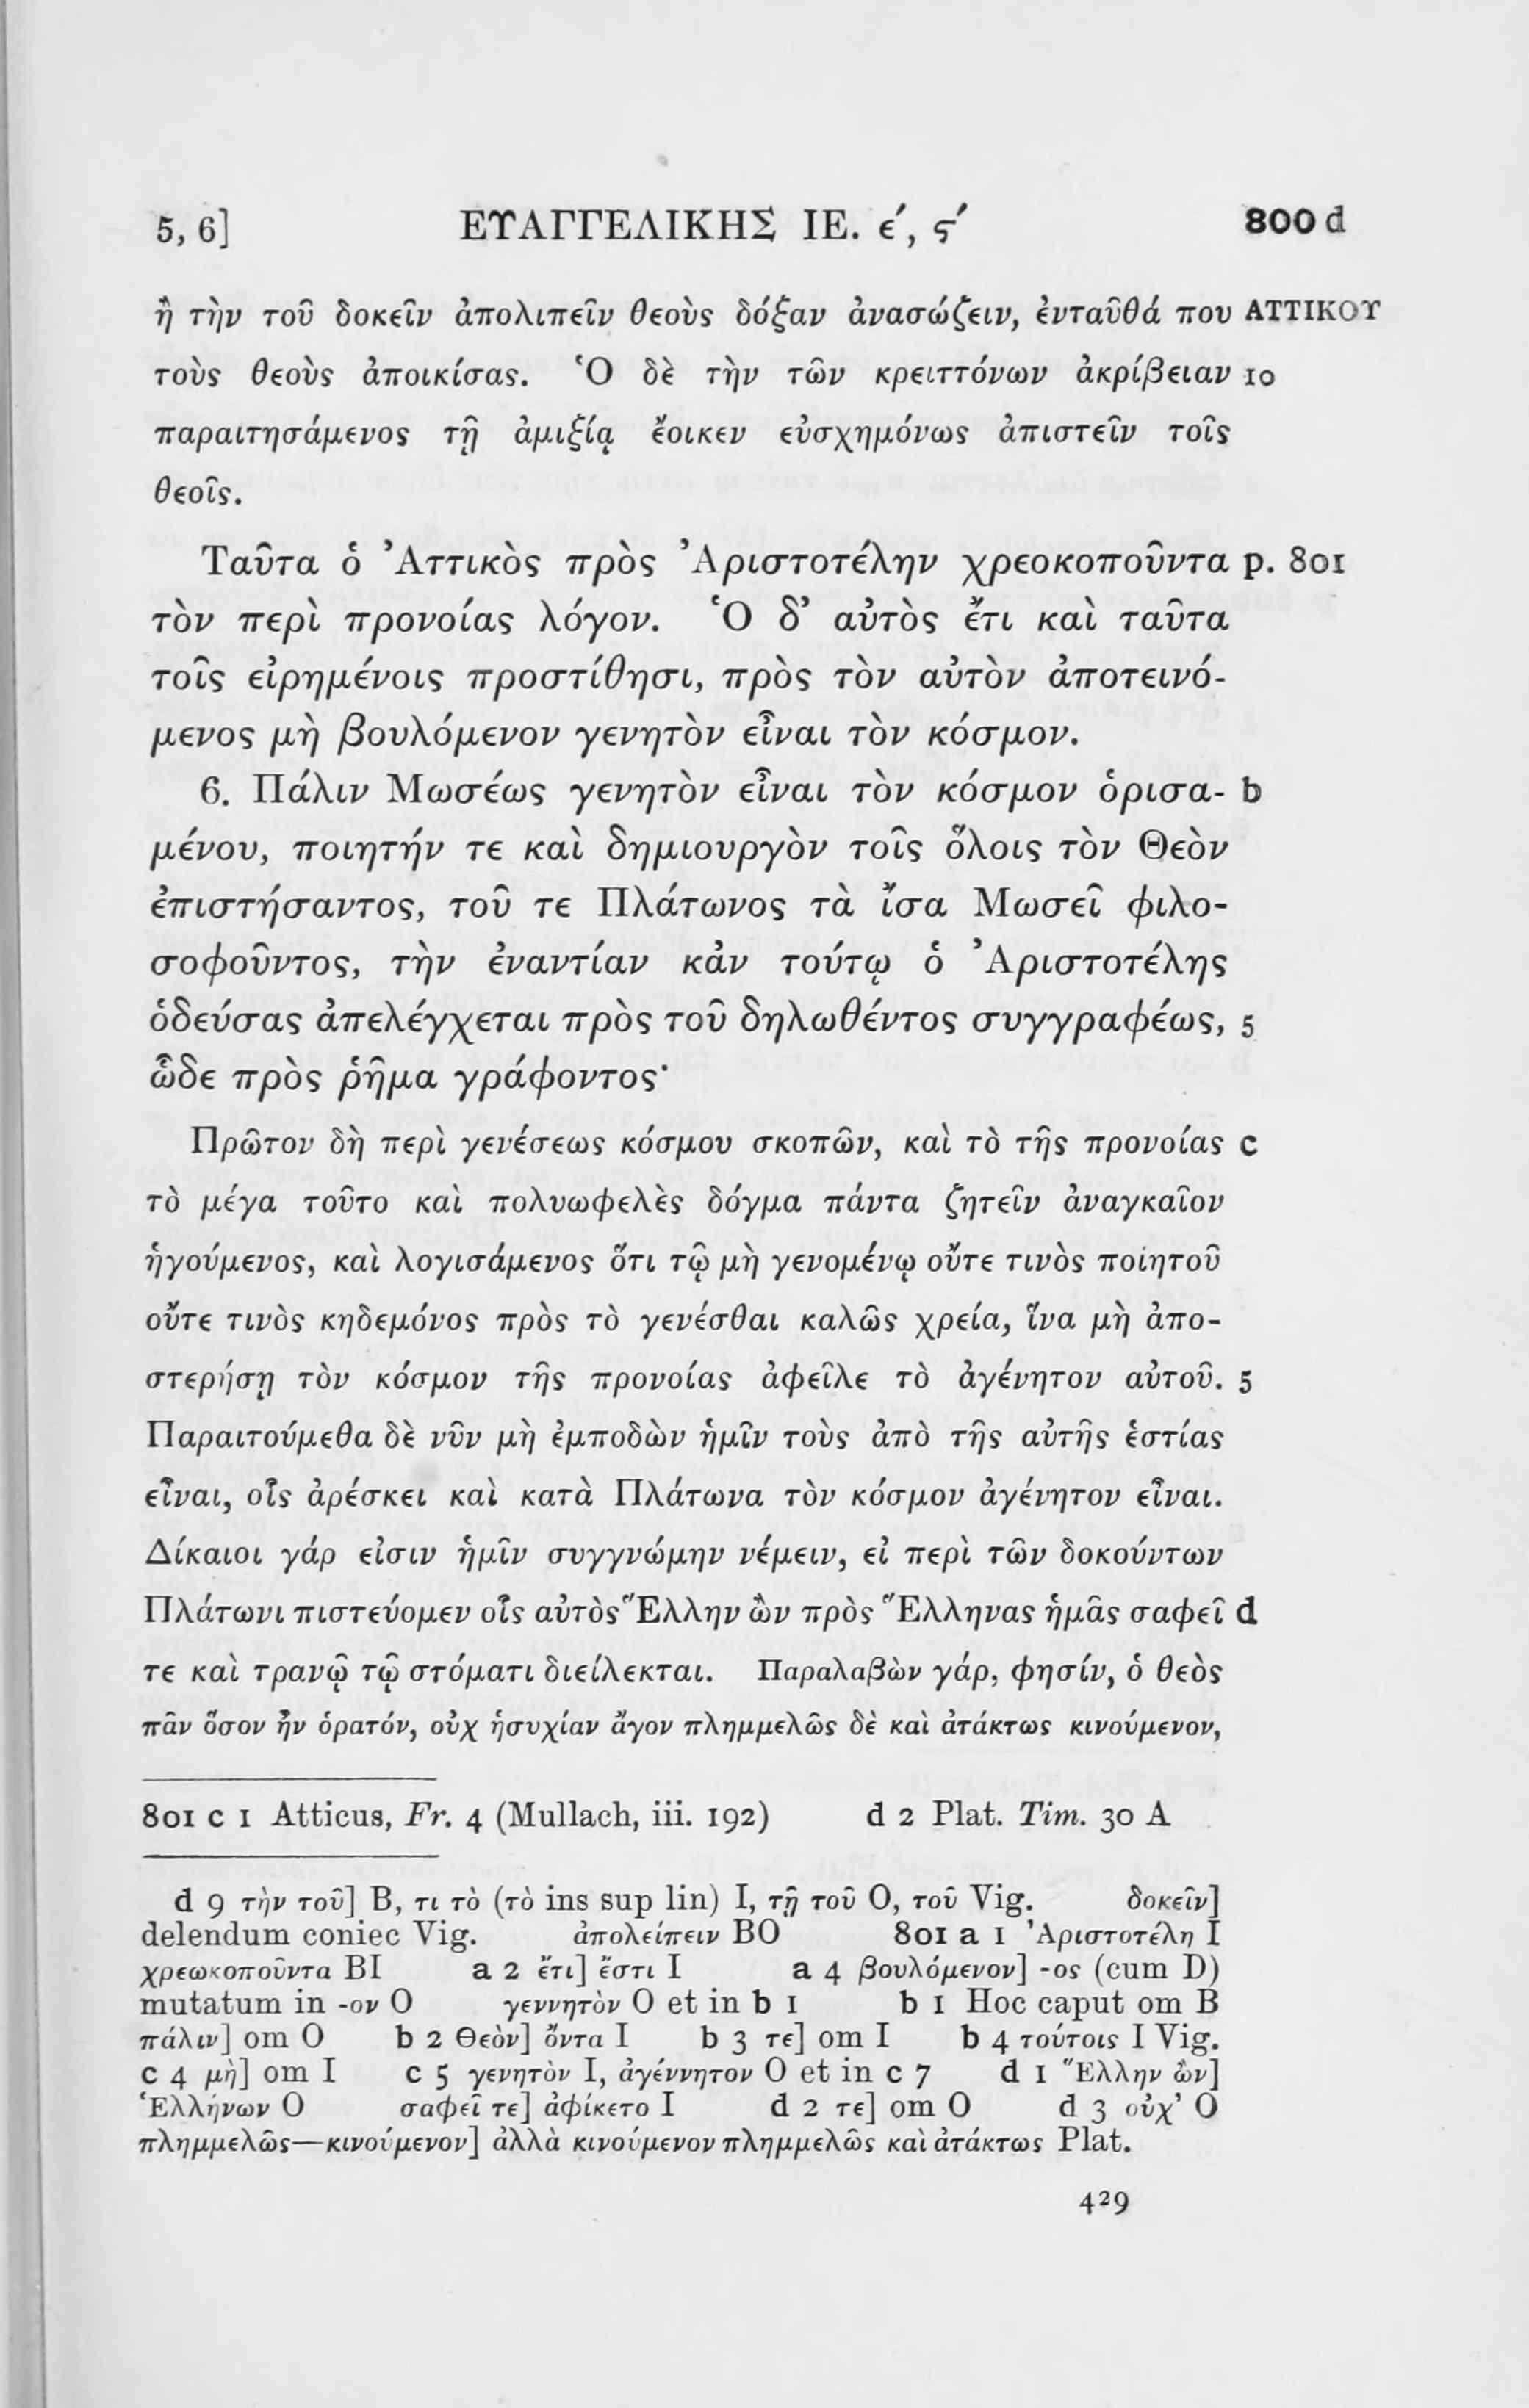 5, 6] ΕΥΑΓΓΕΛΙΚΗΣ ΙΕ. ε′, ϛ′ 800 d
ἢ τὴν τοῦ δοκεῖν ἀπολιπεῖν θεοὺς δόξαν ἀνασώζειν, ἐνταῦθά που ΑΤΤΙΚΟΥ
τοὺς θεοὺς ἀποικίσας. Ὁ δὲ τὴν τῶν κρειττόνων ἀκρίβειαν 10
παραιτησάμενος τῇ ἀμιξίᾳ ἔοικεν εὐσχημόνως ἀπιστεῖν τοῖς
θεοῖς.
Ταῦτα ὁ Ἀττικὸς πρὸς Ἀριστοτέλην χρεοκοποῦντα p. 801
τὸν περὶ προνοίας λόγον. Ὁ δ’ αὐτὸς ἔτι καὶ ταῦτα
τοῖς εἰρημένοις προστίθησι, πρὸς τὸν αὐτὸν ἀποτεινό-
μενος μὴ βουλόμενον γενητὸν εἶναι τὸν κόσμον.
6. Πάλιν Μωσέως γενητὸν εἶναι τὸν κόσμον ὁρισα- b
μένου, ποιητήν τε καὶ δημιουργὸν τοῖς ὅλοις τὸν Θεὸν
ἐπιστήσαντος, τοῦ τε Πλάτωνος τὰ ἴσα Μωσεῖ φιλο-
σοφοῦντος, τὴν ἐναντίαν κἀν τούτῳ ὁ Ἀριστοτέλης
ὁδεύσας ἀπελέγχεται πρὸς τοῦ δηλωθέντος συγγραφέως, 5
ὧδε πρὸς ῥῆμα γράφοντος·
Πρῶτον δὴ περὶ γενέσεως κόσμου σκοπῶν, καὶ τὸ τῆς προνοίας c
τὸ μέγα τοῦτο καὶ πολυωφελὲς δόγμα πάντα ζητεῖν ἀναγκαῖον
ἡγούμενος, καὶ λογισάμενος ὅτι τῷ μὴ γενομένῳ οὔτε τινὸς ποιητοῦ
οὔτε τινὸς κηδεμόνος πρὸς τὸ γενέσθαι καλῶς χρεία, ἵνα μὴ ἀπο-
στερήσῃ τὸν κόσμον τῆς προνοίας ἀφεῖλε τὸ ἀγένητον αὐτοῦ. 5
Παραιτούμεθα δὲ νῦν μὴ ἐμποδὼν ἡμῖν τοὺς ἀπὸ τῆς αὐτῆς ἑστίας
εἶναι, οἷς ἀρέσκει καὶ κατὰ Πλάτωνα τὸν κόσμον ἀγένητον εἶναι.
Δίκαιοι γάρ εἰσιν ἡμῖν συγγνώμην νέμειν, εἰ περὶ τῶν δοκούντων
Πλάτωνι πιστεύομεν οἷς αὐτὸς Ἕλλην ὢν πρὸς Ἕλληνας ἡμᾶς σαφεῖ d
τε καὶ τρανῷ τῷ στόματι διείλεκται. Παραλαβὼν γάρ, φησίν, ὁ θεὸς
πᾶν ὅσον ἦν ὁρατόν, οὐχ ἡσυχίαν ἄγον πλημμελῶς δὲ καὶ ἀτάκτως κινούμενον,
801 c 1 Atticus, Fr. 4 (Mullach, iii. 192) d 2 Plat. Tim. 30 A
d 9 τὴν τοῦ] B, τι τὸ (τὸ ins sup lin) I, τῇ τοῦ O, τοῦ Vig. δοκεῖν]
delendum coniec Vig. ἀπολείπειν BO 801 a 1 Ἀριστοτέλη I
χρεωκοποῦντα BI a 2 ἔτι] ἔστι I a 4 βουλόμενον] -ος (cum D)
mutatum in -ον O γεννητὸν O et in b 1 b 1 Hoc caput om B
πάλιν] om O b 2 Θεὸν] ὄντα I b 3 τε] om I b 4 τούτοις I Vig.
c 4 μὴ] om I c 5 γενητὸν I, ἀγέννητον O et in c 7 d 1 Ἕλλην ὢν]
Ἑλλήνων O σαφεῖ τε] ἀφίκετο I d 2 τε] om O d 3 οὐχ’ O
πλημμελῶς—κινούμενον] ἀλλὰ κινούμενον πλημμελῶς καὶ ἀτάκτως Plat.
429